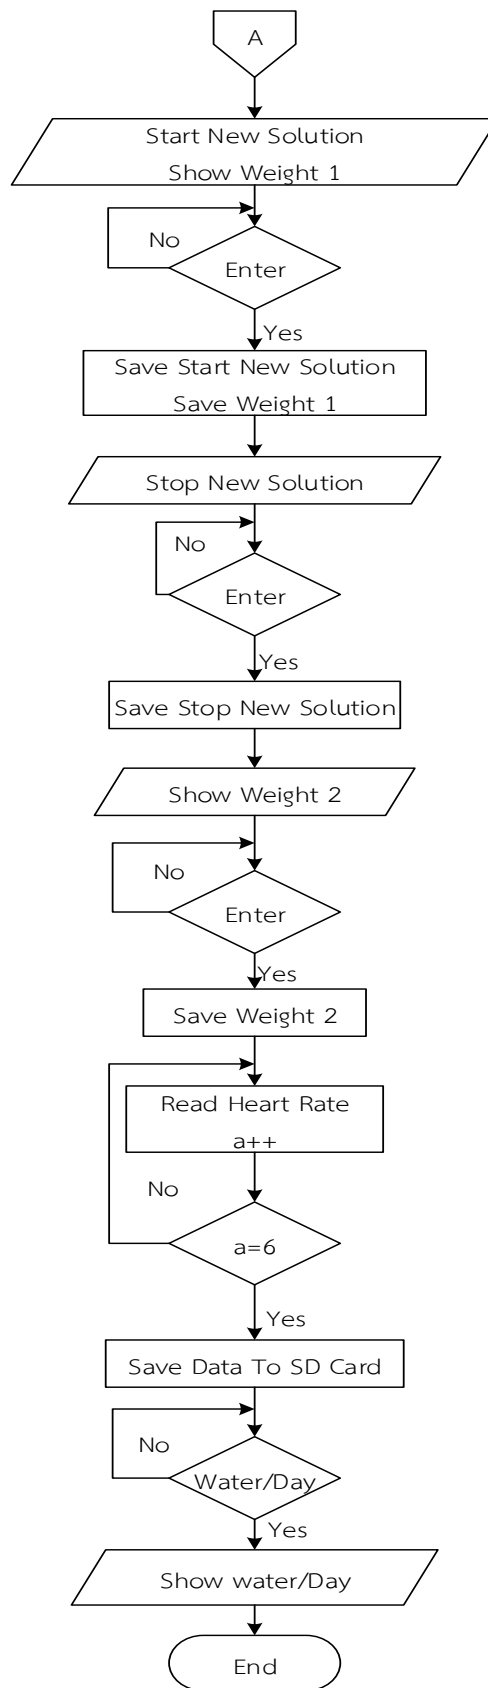 A
Start New Solution
Show Weight 1
No
Enter
Yes
Save Start New Solution
Save Weight 1
Stop New Solution
No
Enter
Yes
Save Stop New Solution
Show Weight 2
No
Enter
Yes
Save Weight 2
Read Heart Rate
a++
No
a=6
Yes
Save Data To SD Card
No
Water/Day
Yes
Show water/Day
End